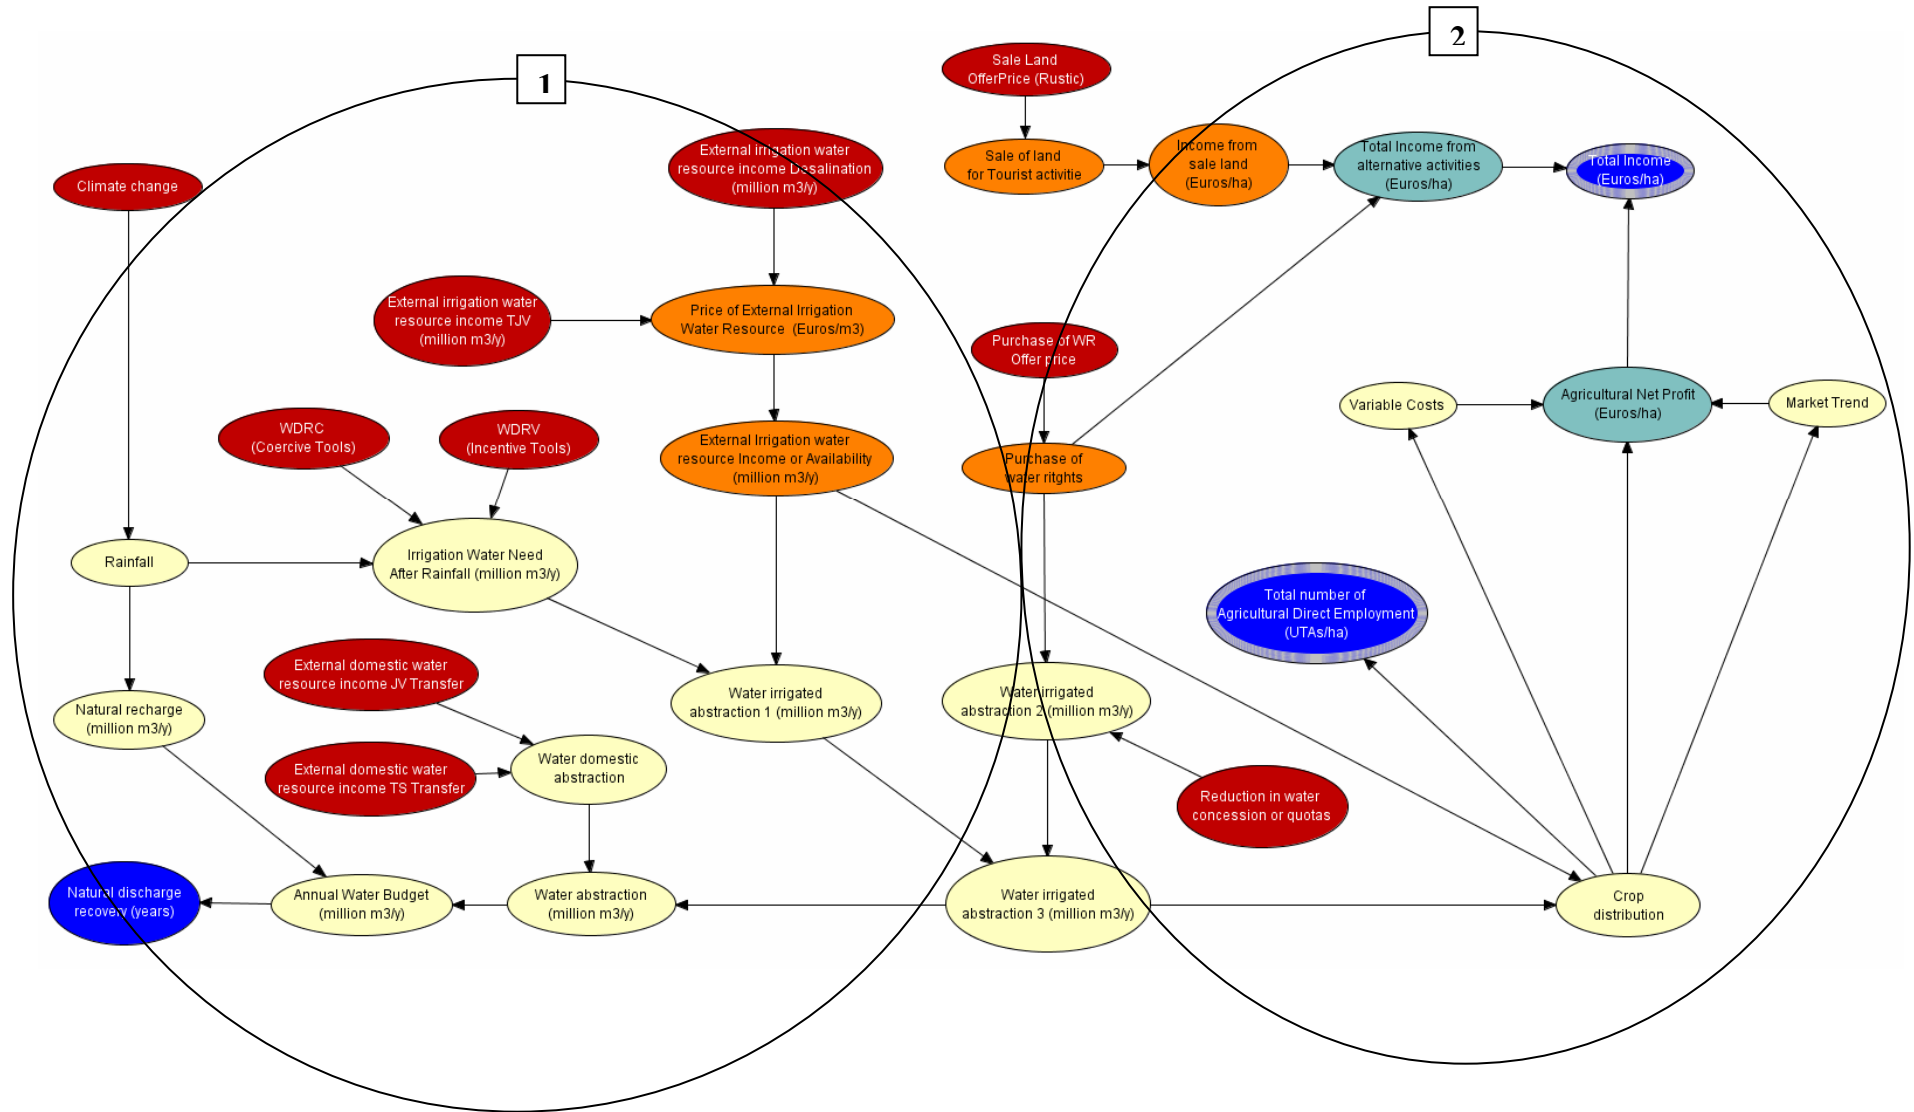 1
2
Sale Land
OfferPrice (Rustic)
Climate change
External irrigation water
resource income Desalination
(million m3/y)
Sale of land
for Tourist activitie
Income from
sale land
(Euros/ha)
Total Income from
alternative activities
(Euros/ha)
Total Income
(Euros/ha)
External irrigation water
resource income TJV
(million m3/y)
Price of External Irrigation
Water Resource (Euros/m3)
Purchase of WR
Offer price
Variable Costs
Agricultural Net Profit
(Euros/ha)
Market Trend
WDRC
(Coercive Tools)
WDRV
(Incentive Tools)
External Irrigation water
resource Income or Availability
(million m3/y)
Purchase of
water ritghts
Rainfall
Irrigation Water Need
After Rainfall (million m3/y)
Total number of
Agricultural Direct Employment
(UTAs/ha)
External domestic water
resource income JV Transfer
Natural recharge
(million m3/y)
Water irrigated
abstraction 1 (million m3/y)
Water irrigated
abstraction 2 (million m3/y)
External domestic water
resource income TS Transfer
Water domestic
abstraction
Reduction in water
concession or quotas
Natural discharge
recovery (years)
Annual Water Budget
(million m3/y)
Water abstraction
(million m3/y)
Water irrigated
abstraction 3 (million m3/y)
Crop
distribution